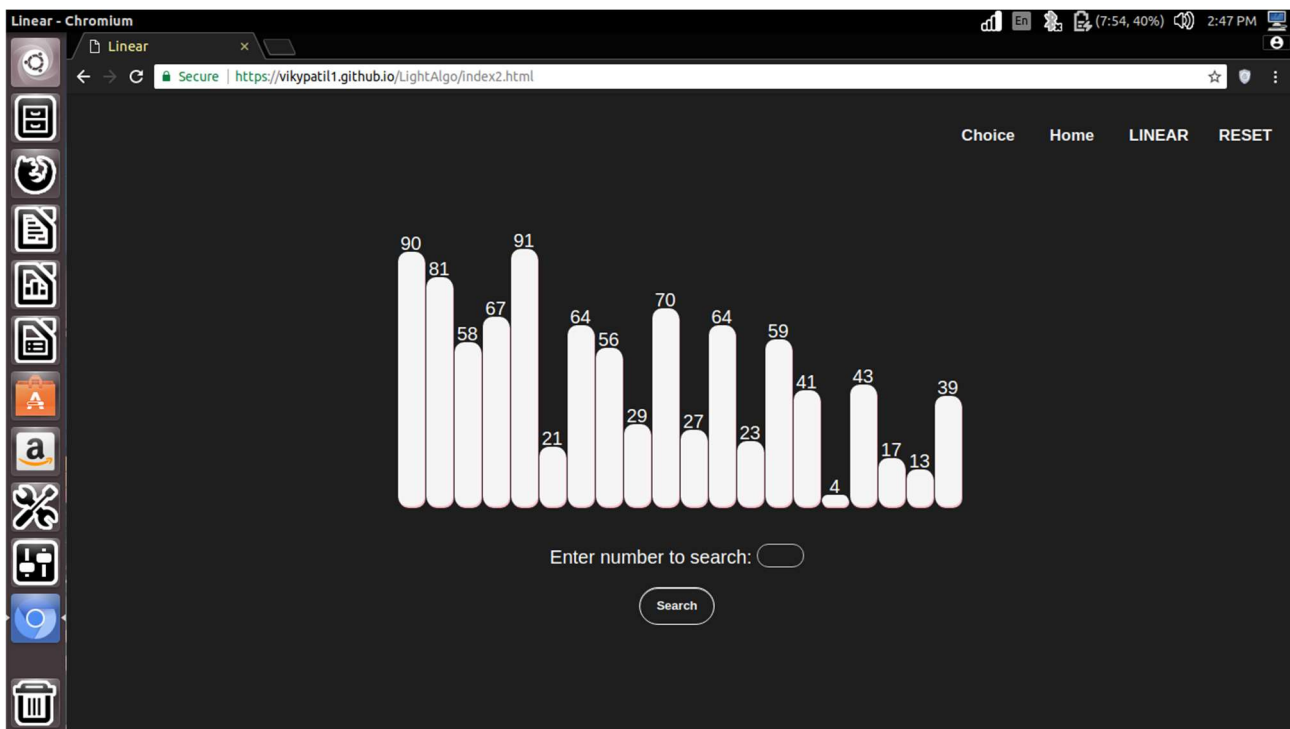 Linear - Chromium En (7:54, 40%) 2:47 PM
Linear ×
Secure | https://vikypatil1.github.io/LightAlgo/index2.html
Choice Home LINEAR RESET
90 81 58 67 91 21 64 56 29 70 27 64 23 59 41 4 43 17 13 39
Enter number to search:
Search